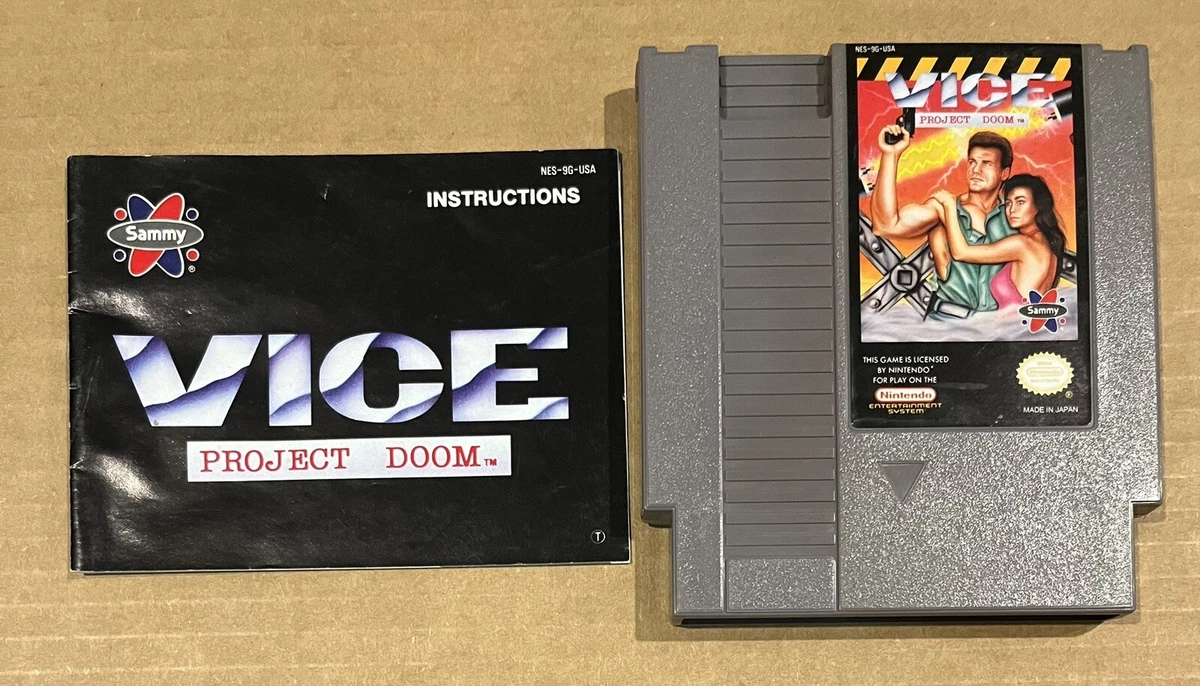 NES-9G-USA
INSTRUCTIONS
Sammy
®
VICE
PROJECT DOOM™
T
NES-9G-USA
VICE
PROJECT DOOM™
Sammy
THIS GAME IS LICENSED
BY NINTENDO®
FOR PLAY ON THE
Nintendo
ENTERTAINMENT
SYSTEM
®
MADE IN JAPAN